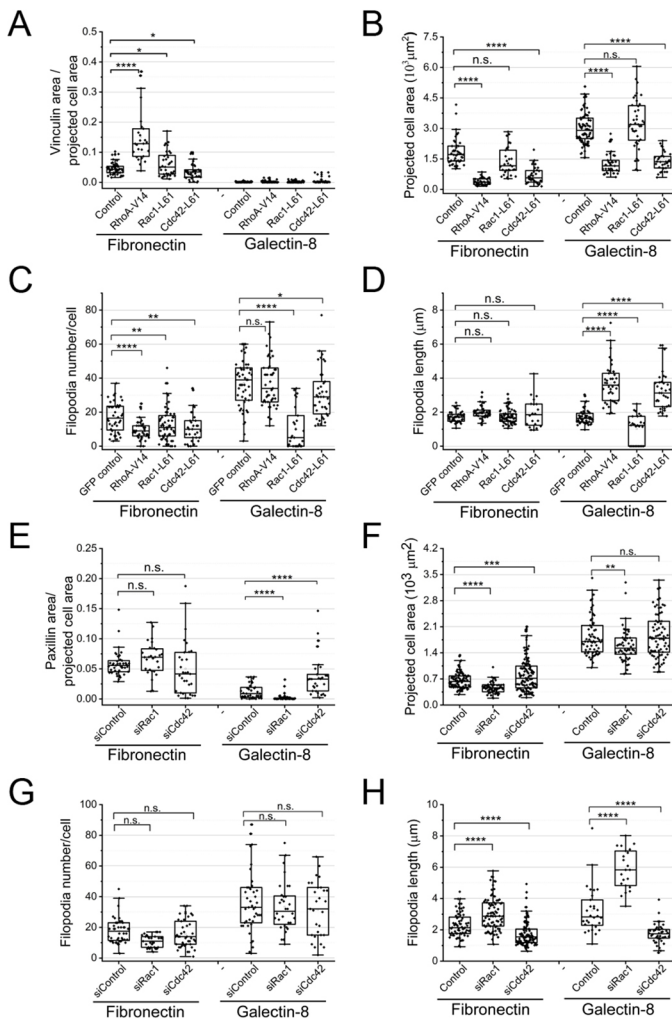 A
Vinculin area /
projected cell area
0.5
0.4
0.3
0.2
0.1
0.0
*
*
****
Control
RhoA-V14
Rac1-L61
Cdc42-L61
-
Control
RhoA-V14
Rac1-L61
Cdc42-L61
Fibronectin
Galectin-8
B
Projected cell area (10³μm²)
7.5
6.0
4.5
3.0
1.5
0.0
****
n.s.
****
****
n.s.
****
Control
RhoA-V14
Rac1-L61
Cdc42-L61
-
Control
RhoA-V14
Rac1-L61
Cdc42-L61
Fibronectin
Galectin-8
C
Filopodia number/cell
80
60
40
20
0
**
**
****
*
****
n.s.
GFP control
RhoA-V14
Rac1-L61
Cdc42-L61
-
GFP control
RhoA-V14
Rac1-L61
Cdc42-L61
Fibronectin
Galectin-8
D
Filopodia length (μm)
8
6
4
2
0
n.s.
n.s.
n.s.
****
****
****
GFP control
RhoA-V14
Rac1-L61
Cdc42-L61
-
GFP control
RhoA-V14
Rac1-L61
Cdc42-L61
Fibronectin
Galectin-8
E
Paxillin area/
projected cell area
0.25
0.20
0.15
0.10
0.05
0.00
n.s.
n.s.
****
****
siControl
siRac1
siCdc42
-
siControl
siRac1
siCdc42
Fibronectin
Galectin-8
F
Projected cell area (10³ μm²)
4.2
3.6
2.8
2.1
1.4
0.7
0.0
***
****
n.s.
**
Control
siRac1
siCdc42
-
Control
siRac1
siCdc42
Fibronectin
Galectin-8
G
Filopodia number/cell
100
80
60
40
20
0
n.s.
n.s.
n.s.
n.s.
siControl
siRac1
siCdc42
-
siControl
siRac1
siCdc42
Fibronectin
Galectin-8
H
Filopodia length (μm)
10
8
6
4
2
0
****
****
****
****
Control
siRac1
siCdc42
-
Control
siRac1
siCdc42
Fibronectin
Galectin-8